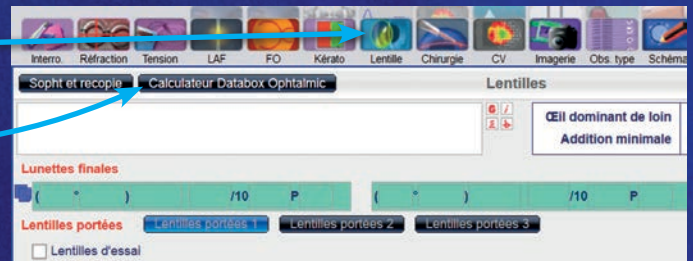 Interro. Réfraction Tension LAF FO Kérato Lentille Chirurgie CV Imagerie Obs. type Schéma
Sopht et recopie Calculateur Databox Ophtalmic Lentilles
G I
S
Œil dominant de loin
Addition minimale
Lunettes finales
( ° ) /10 P ( ° ) /10 P
Lentilles portées Lentilles portées 1 Lentilles portées 2 Lentilles portées 3
Lentilles d'essai